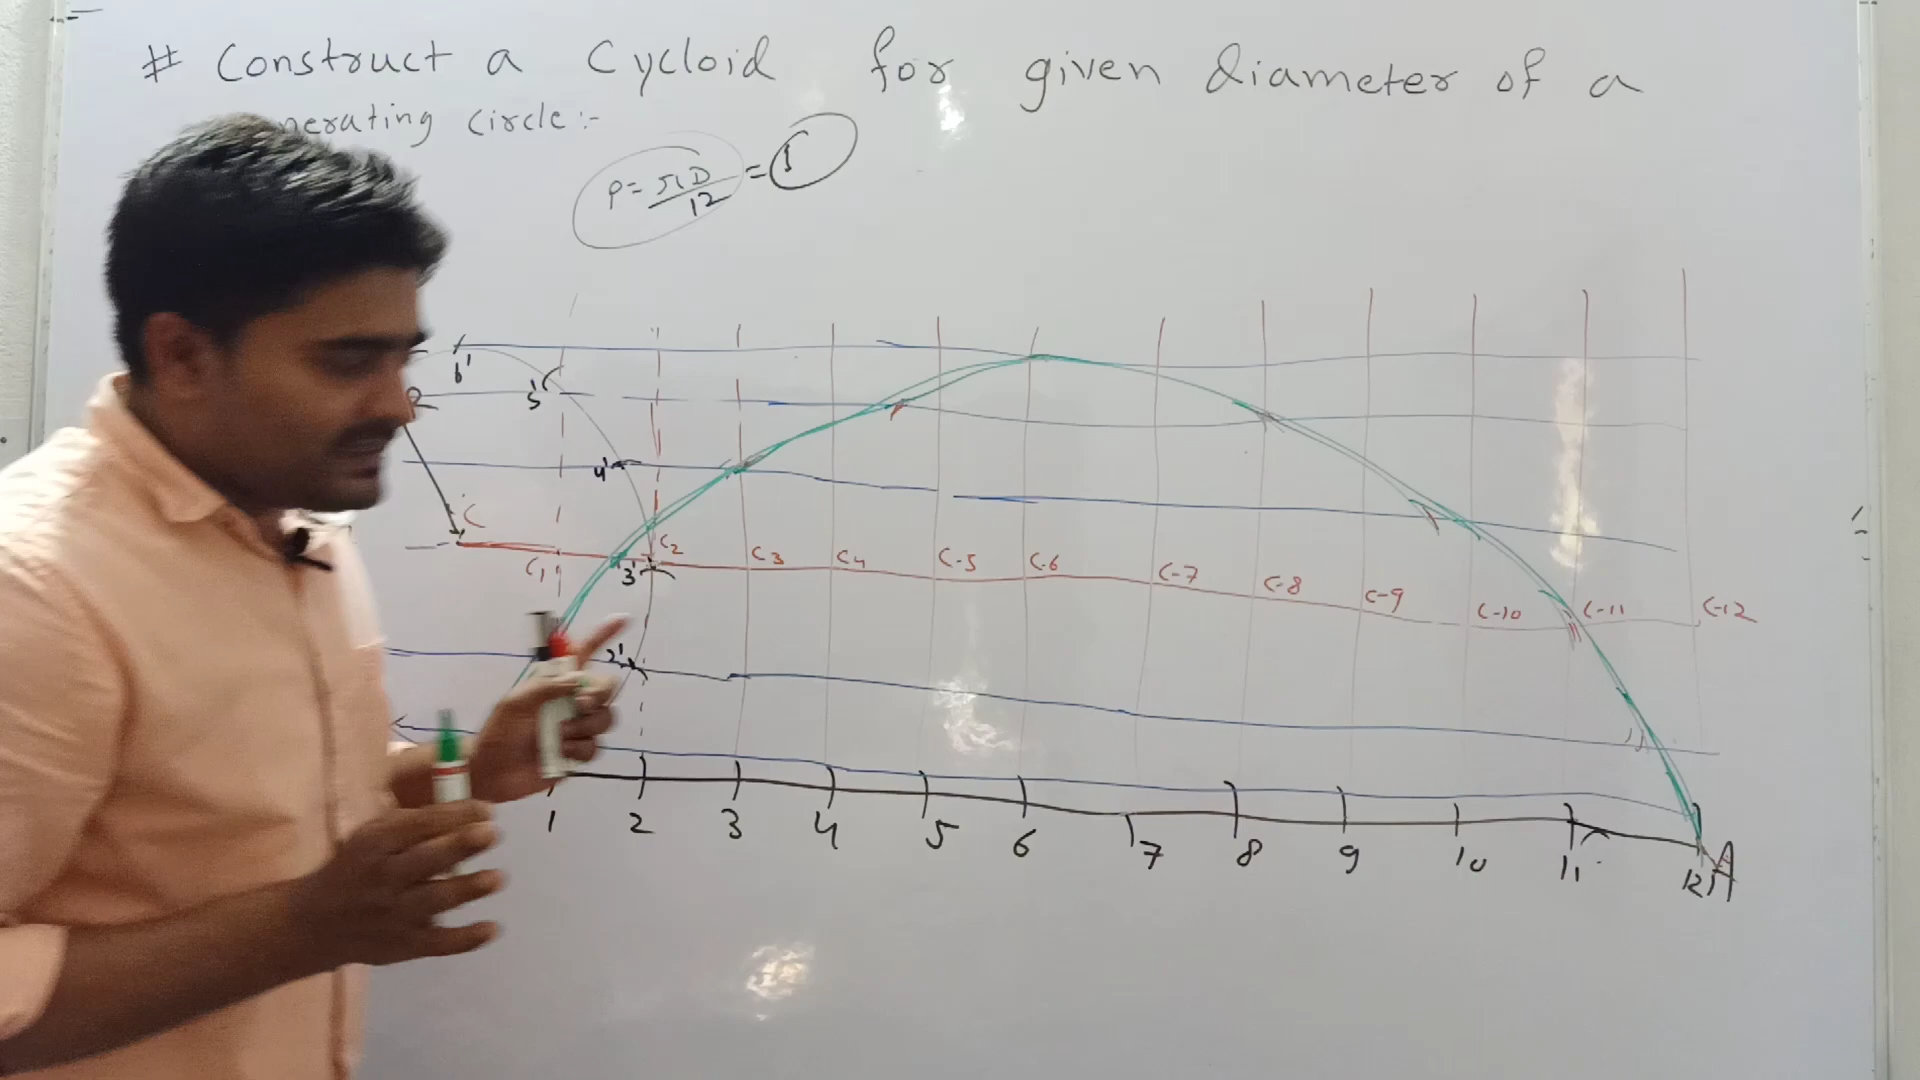 # Construct a Cycloid for given diameter of a
nerating circle :-
P = πD/12 =
6' 5'
R
4'
C
C1 3' C2 C3 C4 C-5 C-6 C-7 C-8 C-9 C-10 C-11 C-12
2'
1 2 3 4 5 6 7 8 9 10 11 12 A